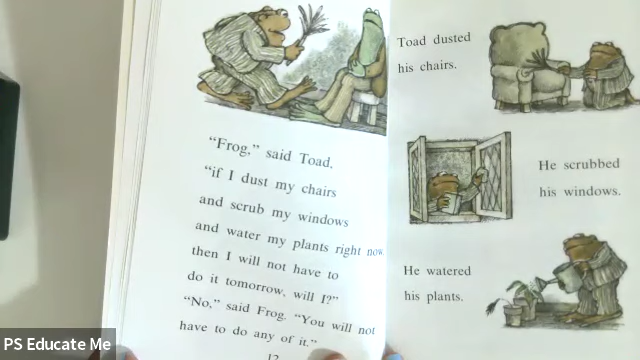 "Frog," said Toad,
"if I dust my chairs
and scrub my windows
and water my plants right now,
then I will not have to
do it tomorrow, will I?"
"No," said Frog. "You will not
have to do any of it."
12
Toad dusted
his chairs.
He scrubbed
his windows.
He watered
his plants.
PS Educate Me